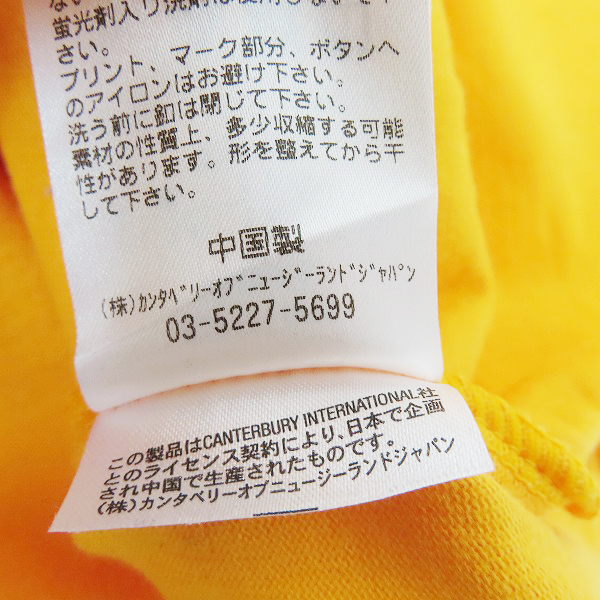 ない
蛍光剤入り洗剤は使用しないで下
さい。
プリント、マーク部分、ボタンへ
のアイロンはお避け下さい。
洗う前に釦は閉じて下さい。
素材の性質上、多少収縮する可能
性があります。形を整えてから干
して下さい。
中国製
(株)ｶﾝﾀﾍﾞﾘｰｵﾌﾞﾆｭｰｼﾞｰﾗﾝﾄﾞｼﾞｬﾊﾟﾝ
03-5227-5699
この製品はCANTERBURY INTERNATIONAL社
とのライセンス契約により、日本で企画
され中国で生産されたものです。
(株)カンタベリーオブニュージーランドジャパン